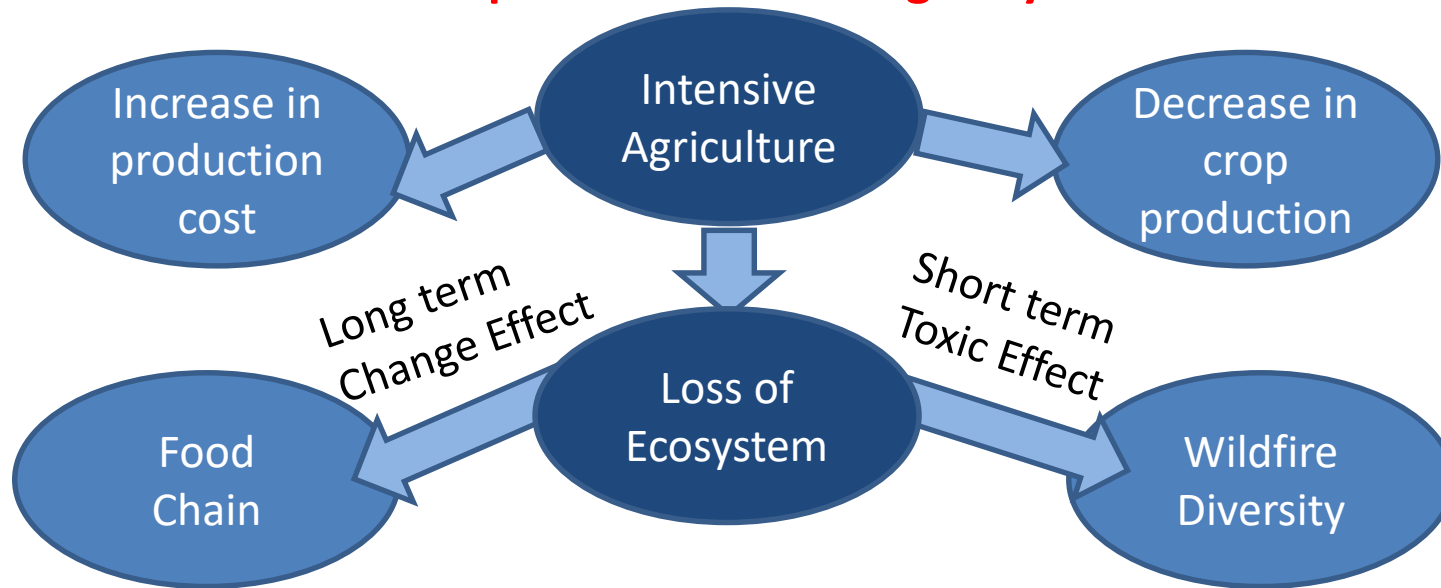 Intensive
Agriculture
Increase in
production
cost
Decrease in
crop
production
Long term
Change Effect
Short term
Toxic Effect
Loss of
Ecosystem
Food
Chain
Wildfire
Diversity